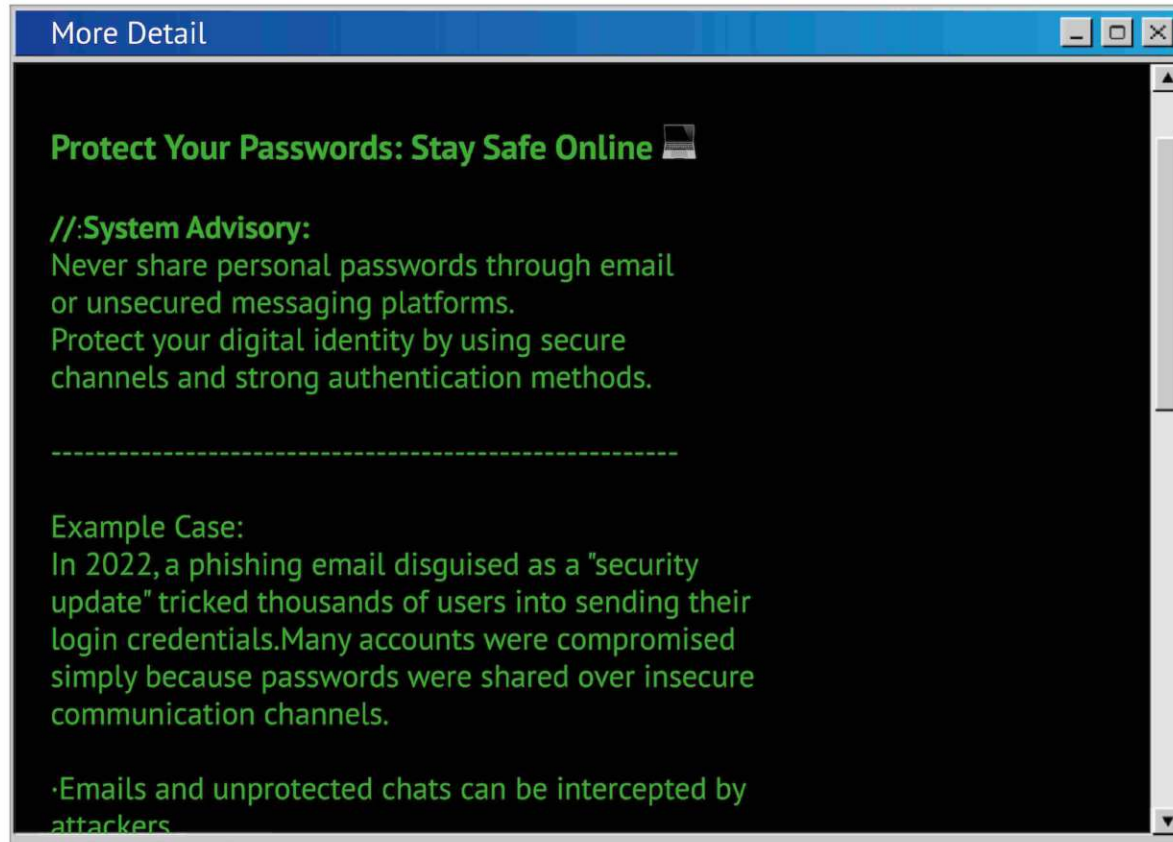 More Detail
Protect Your Passwords: Stay Safe Online
//:System Advisory:
Never share personal passwords through email
or unsecured messaging platforms.
Protect your digital identity by using secure
channels and strong authentication methods.
-------------------------------------------------------
Example Case:
In 2022, a phishing email disguised as a "security
update" tricked thousands of users into sending their
login credentials.Many accounts were compromised
simply because passwords were shared over insecure
communication channels.
·Emails and unprotected chats can be intercepted by
attackers